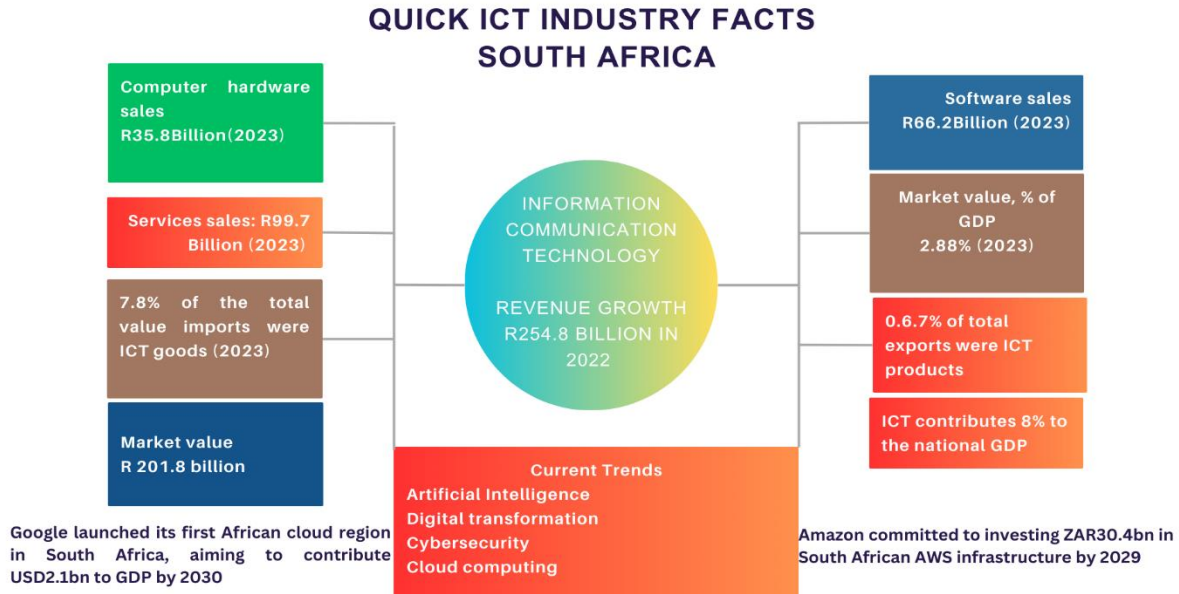 QUICK ICT INDUSTRY FACTS
SOUTH AFRICA
Computer hardware
sales
R35.8Billion(2023)
Services sales: R99.7
Billion (2023)
7.8% of the total
value imports were
ICT goods (2023)
Market value
R 201.8 billion
Google launched its first African cloud region
in South Africa, aiming to contribute
USD2.1bn to GDP by 2030
INFORMATION
COMMUNICATION
TECHNOLOGY
REVENUE GROWTH
R254.8 BILLION IN
2022
Current Trends
Artificial Intelligence
Digital transformation
Cybersecurity
Cloud computing
Software sales
R66.2Billion (2023)
Market value, % of
GDP
2.88% (2023)
0.6.7% of total
exports were ICT
products
ICT contributes 8% to
the national GDP
Amazon committed to investing ZAR30.4bn in
South African AWS infrastructure by 2029